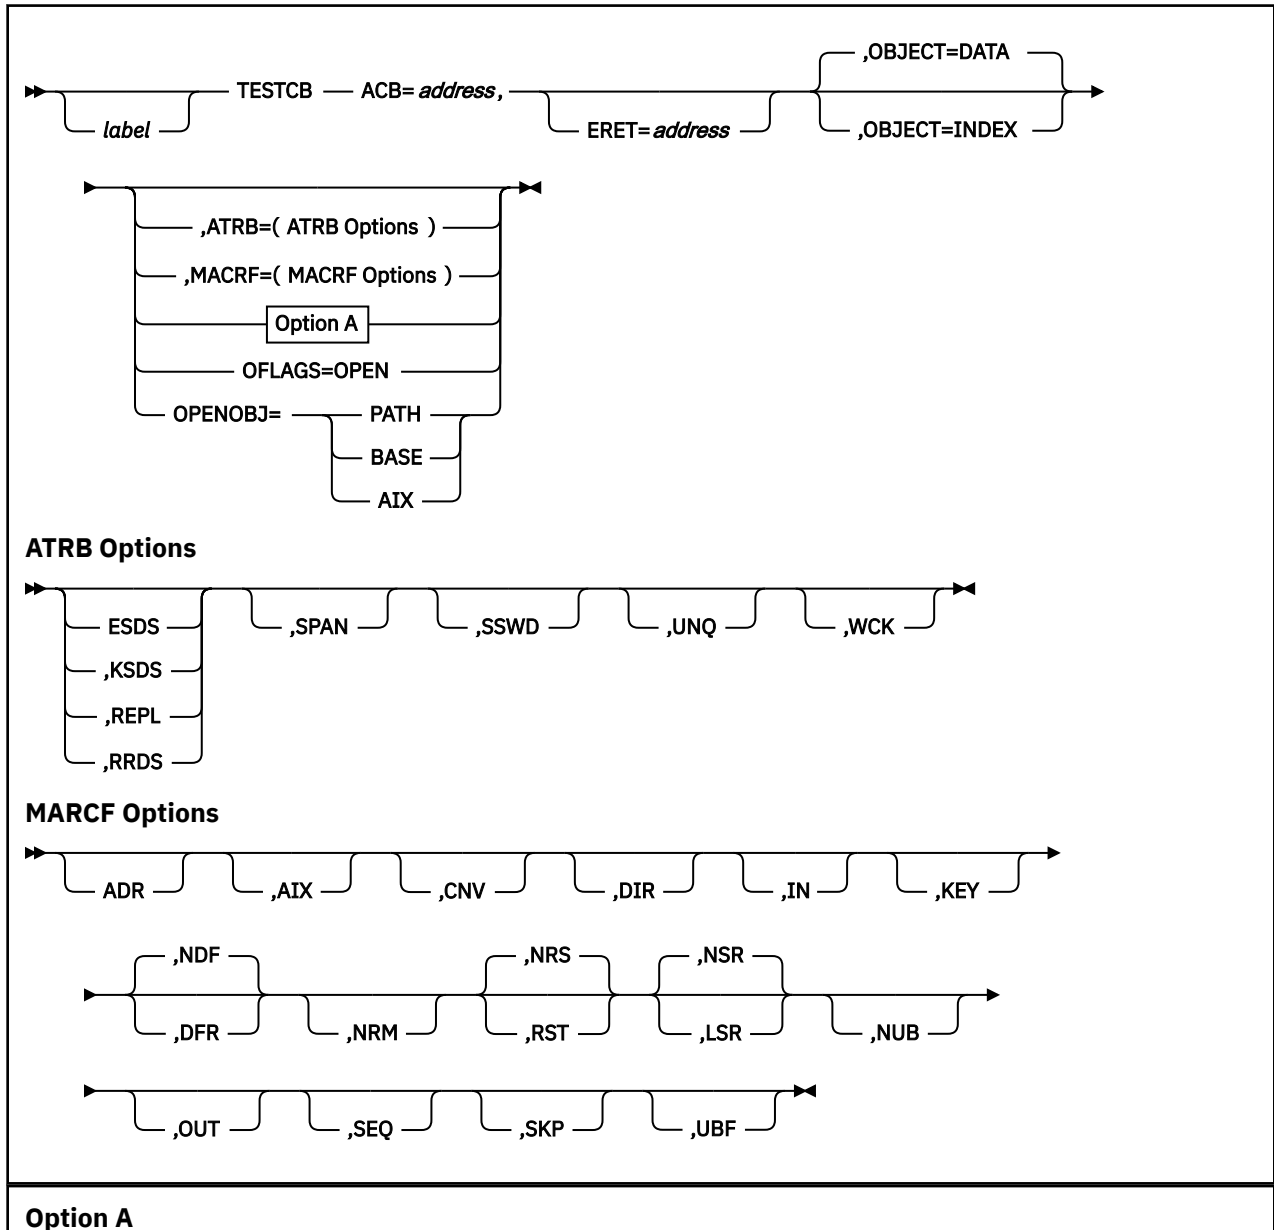 ,OBJECT=DATA
TESTCB ACB= address,
label ERET= address ,OBJECT=INDEX
,ATRB=( ATRB Options )
,MACRF=( MACRF Options )
Option A
OFLAGS=OPEN
OPENOBJ= PATH
BASE
AIX
ATRB Options
ESDS ,SPAN ,SSWD ,UNQ ,WCK
,KSDS
,REPL
,RRDS
MARCF Options
ADR ,AIX ,CNV ,DIR ,IN ,KEY
,NDF ,NRS ,NSR
,DFR ,NRM ,RST ,LSR ,NUB
,OUT ,SEQ ,SKP ,UBF
Option A